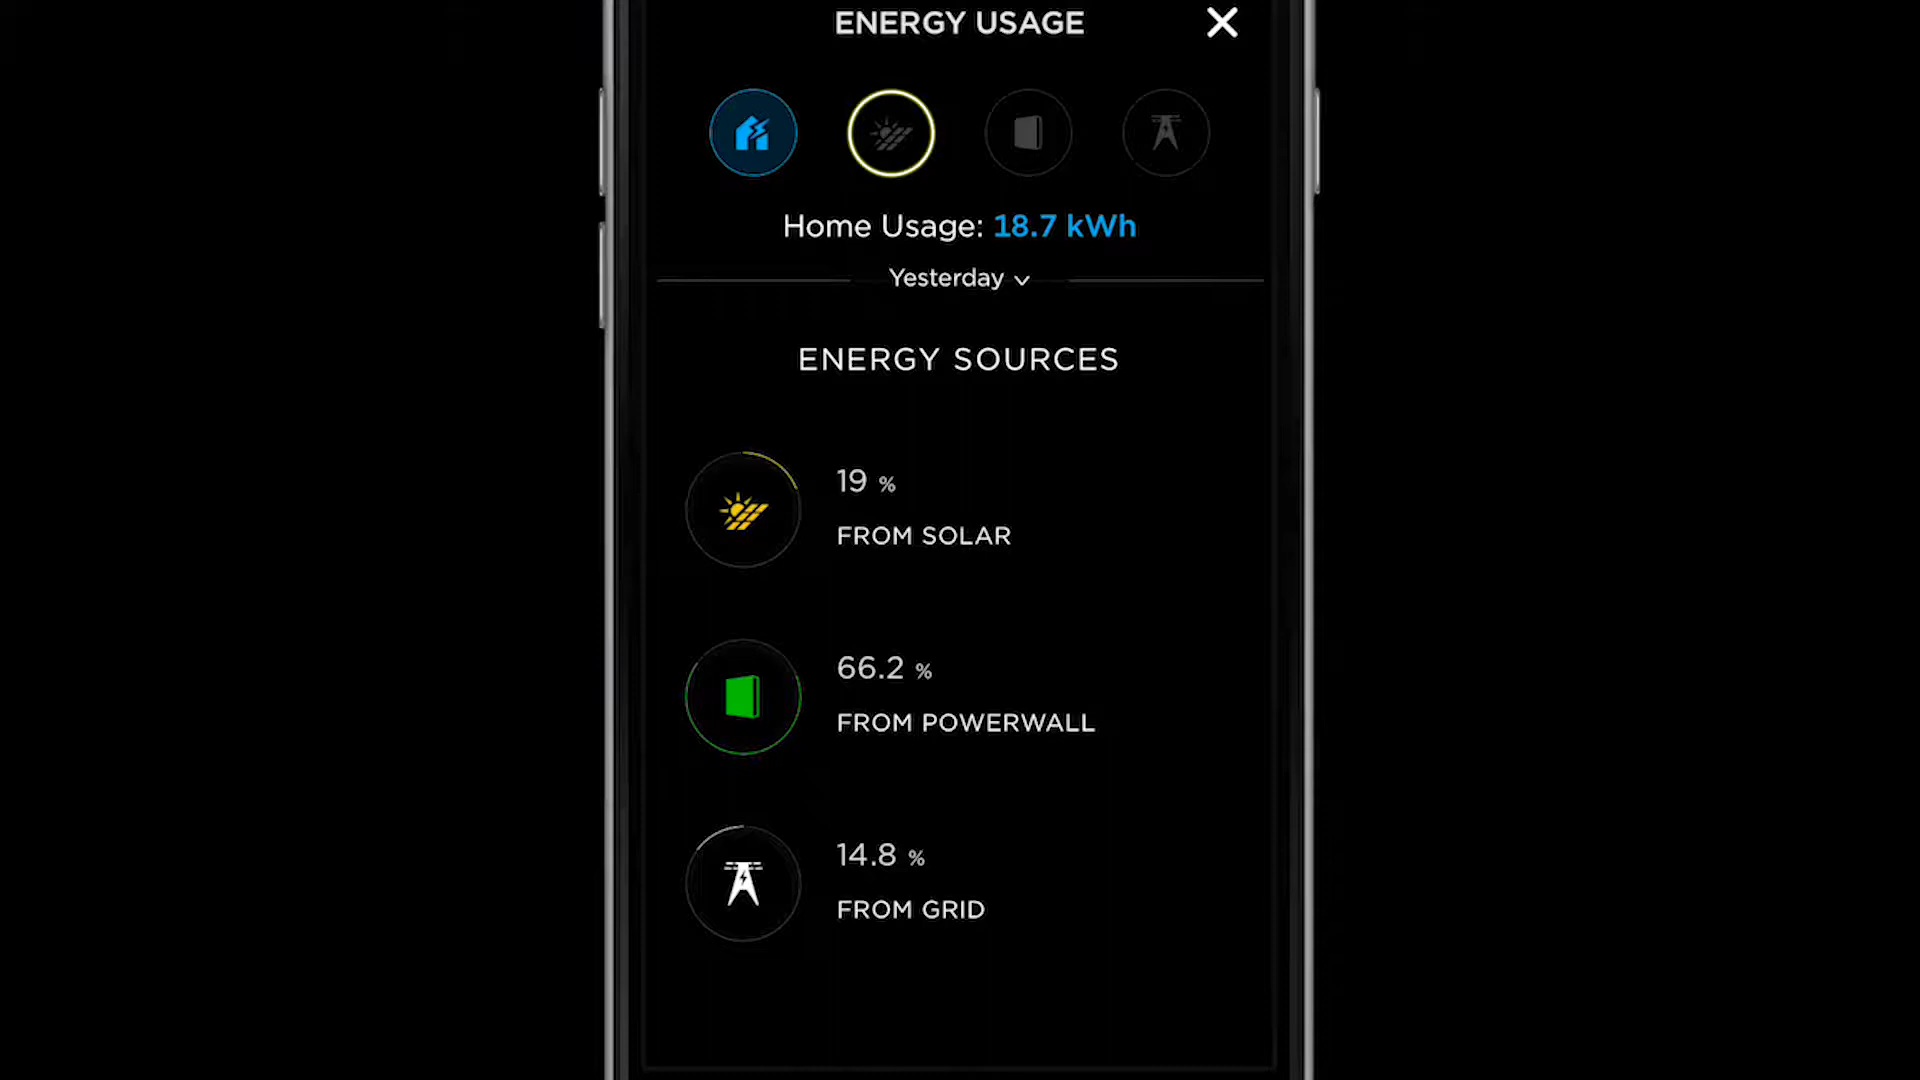 ENERGY USAGE
Home Usage: 18.7 kWh
Yesterday
ENERGY SOURCES
19 %
FROM SOLAR
66.2 %
FROM POWERWALL
14.8 %
FROM GRID